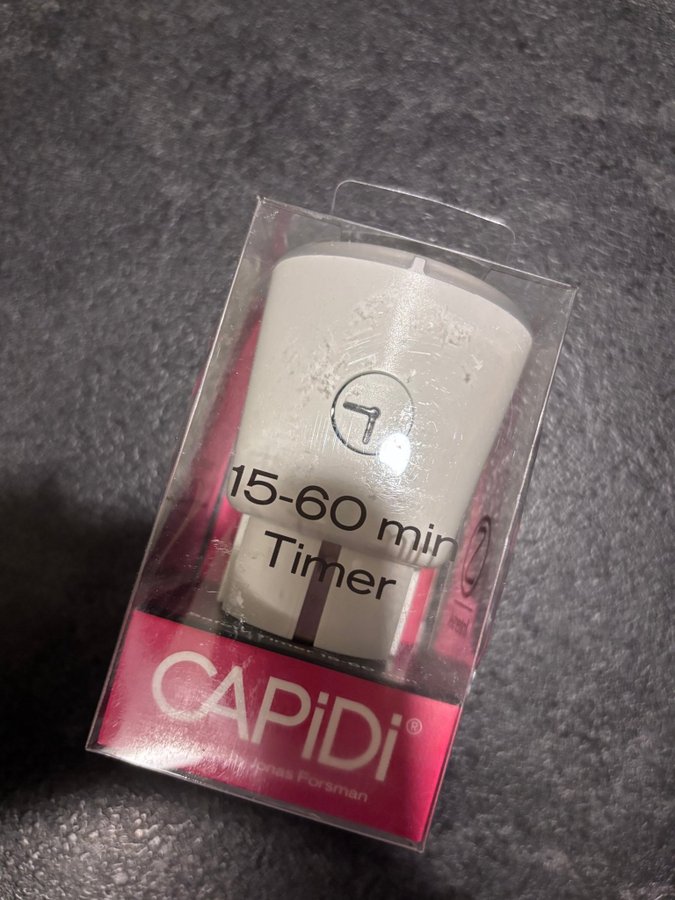 15-60 min
Timer
CAPiDi®
Jonas Forsman